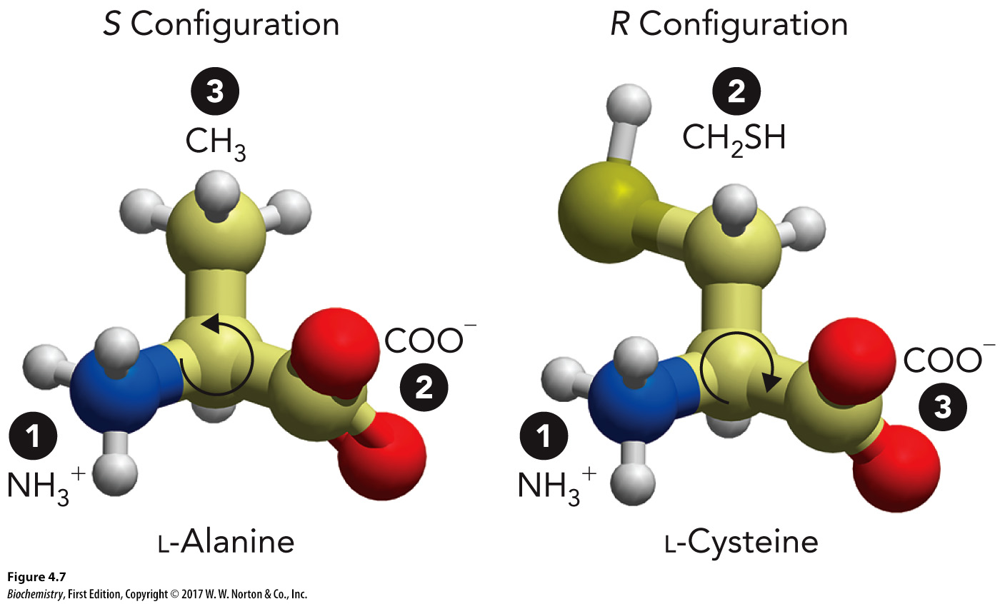 S Configuration
3
CH₃
COO⁻
2
1
NH₃⁺
L-Alanine
R Configuration
2
CH₂SH
COO⁻
3
1
NH₃⁺
L-Cysteine
Figure 4.7
Biochemistry, First Edition, Copyright © 2017 W. W. Norton & Co., Inc.